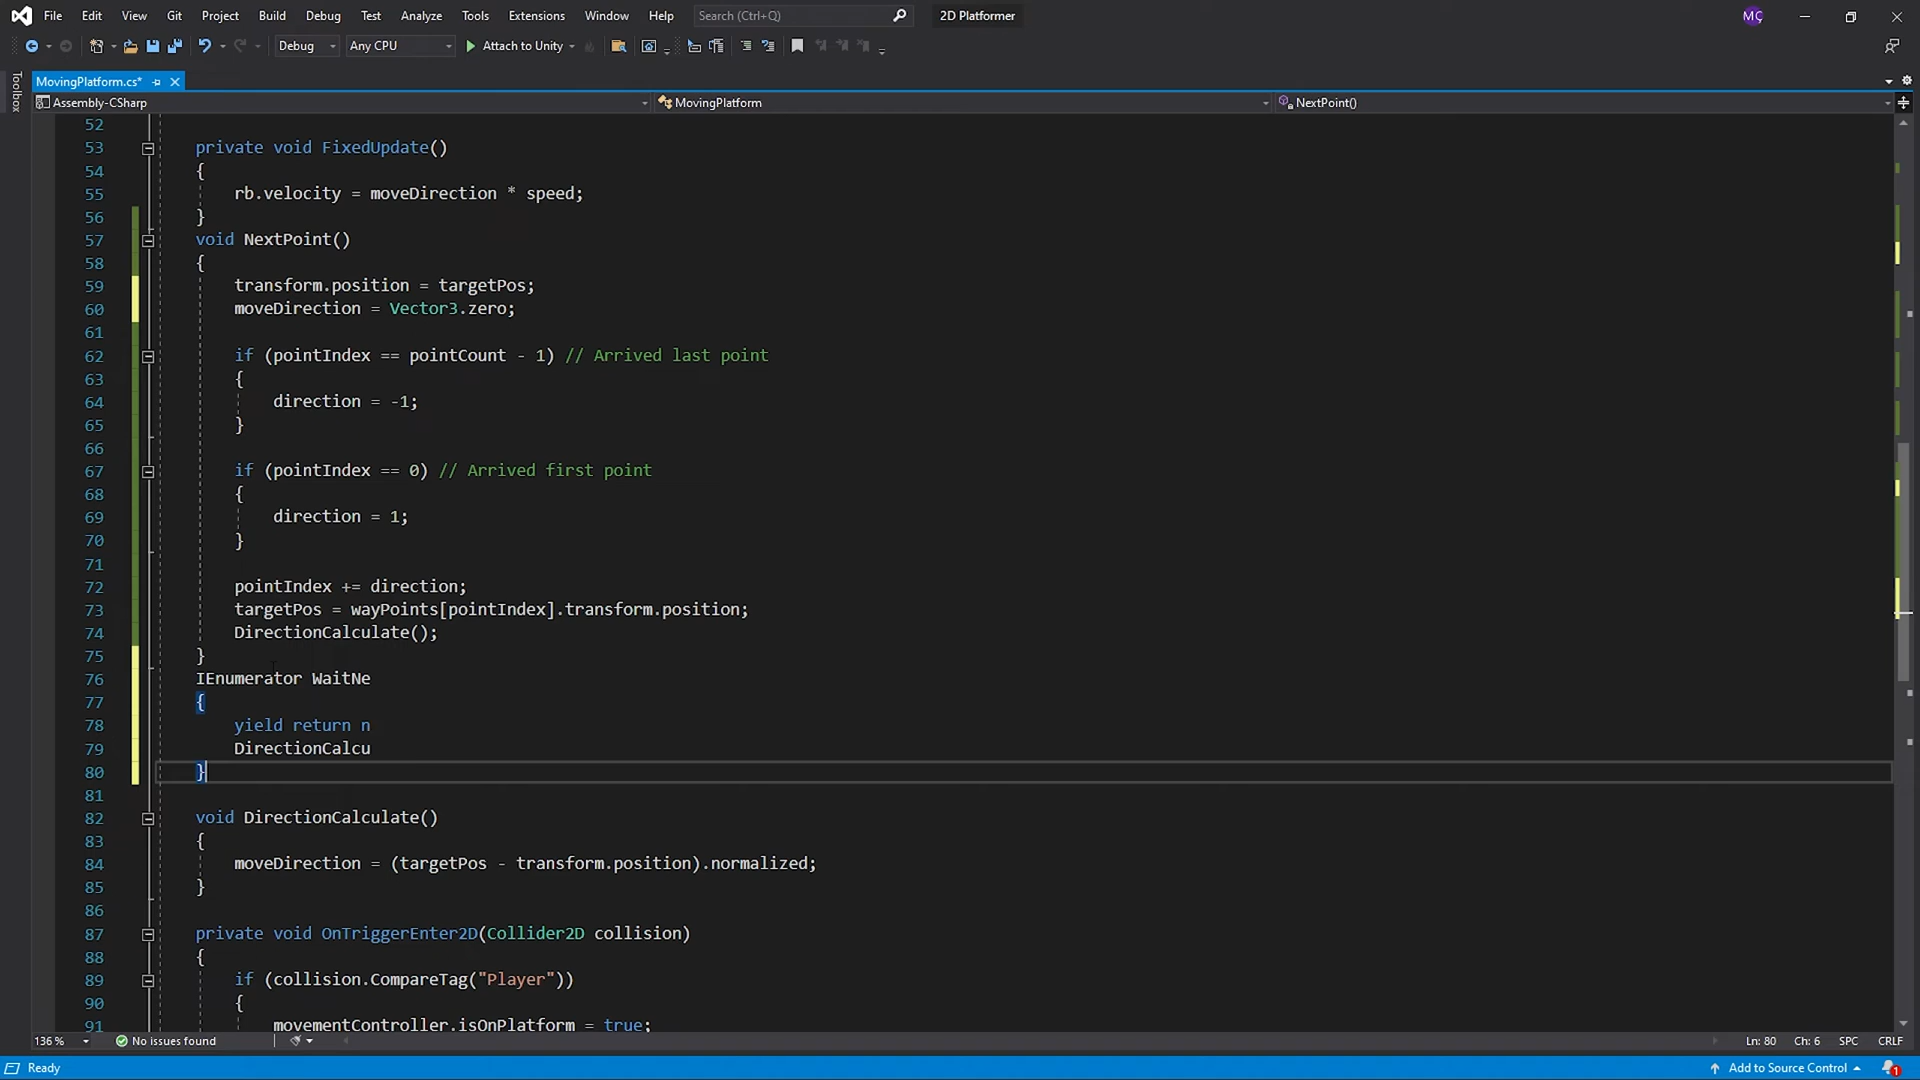 File Edit View Git Project Build Debug Test Analyze Tools Extensions Window Help Search (Ctrl+Q) 2D Platformer MÇ
Debug Any CPU Attach to Unity
Toolbox
MovingPlatform.cs*
Assembly-CSharp MovingPlatform NextPoint()
52
53 private void FixedUpdate()
54 {
55 rb.velocity = moveDirection * speed;
56 }
57 void NextPoint()
58 {
59 transform.position = targetPos;
60 moveDirection = Vector3.zero;
61
62 if (pointIndex == pointCount - 1) // Arrived last point
63 {
64 direction = -1;
65 }
66
67 if (pointIndex == 0) // Arrived first point
68 {
69 direction = 1;
70 }
71
72 pointIndex += direction;
73 targetPos = wayPoints[pointIndex].transform.position;
74 DirectionCalculate();
75 }
76 IEnumerator WaitNe
77 {
78 yield return n
79 DirectionCalcu
80 }
81
82 void DirectionCalculate()
83 {
84 moveDirection = (targetPos - transform.position).normalized;
85 }
86
87 private void OnTriggerEnter2D(Collider2D collision)
88 {
89 if (collision.CompareTag("Player"))
90 {
91 movementController.isOnPlatform = true;
136 % No issues found Ln: 80 Ch: 6 SPC CRLF
Ready Add to Source Control 1